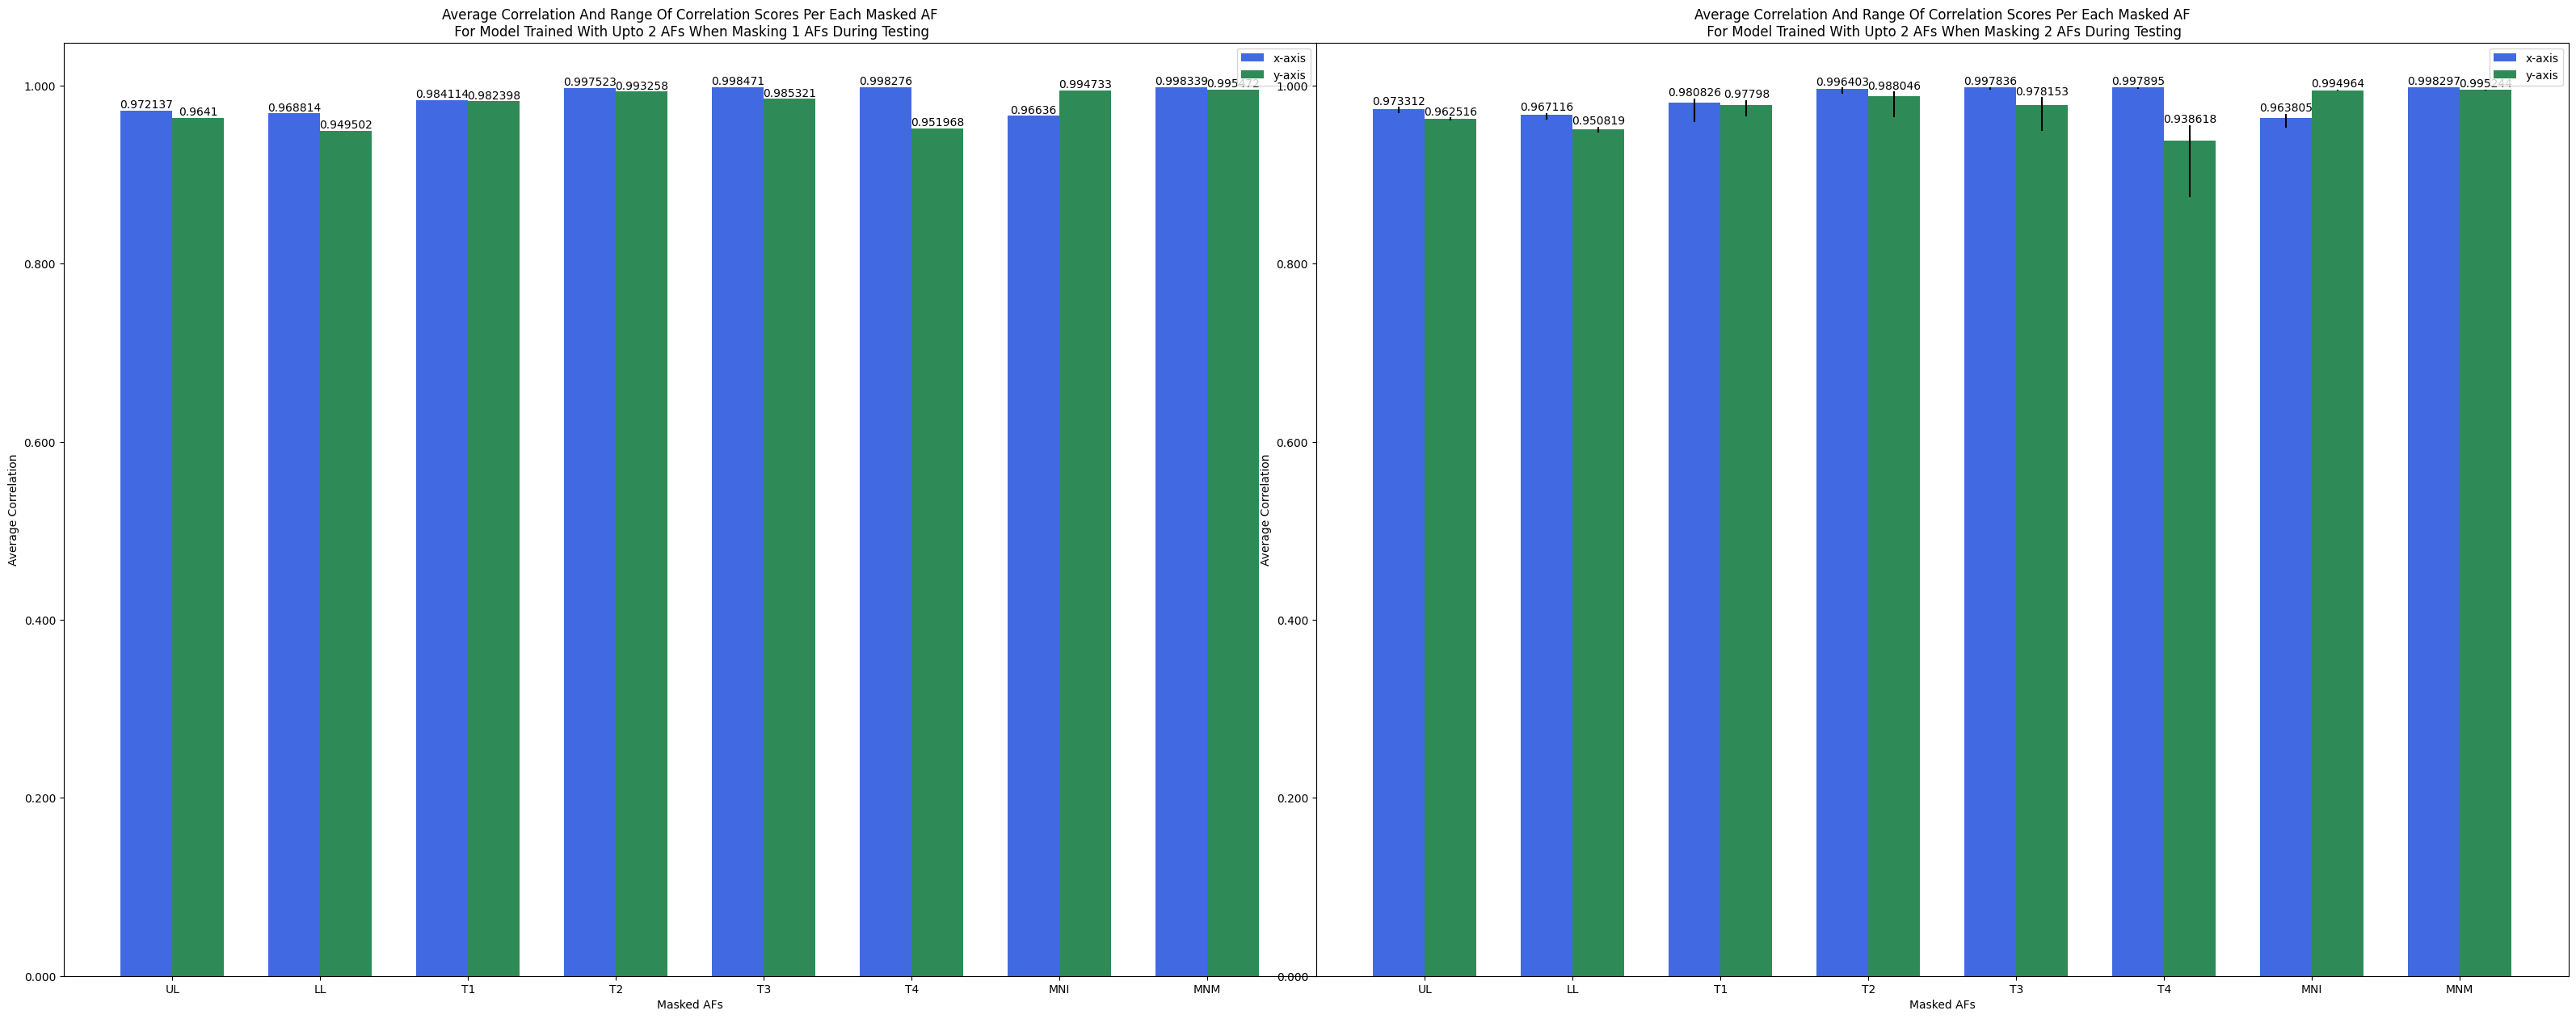 Average Correlation And Range Of Correlation Scores Per Each Masked AF
For Model Trained With Upto 2 AFs When Masking 1 AFs During Testing
x-axis
y-axis
1.000
0.800
0.600
0.400
0.200
0.000
Average Correlation
0.972137
0.9641
0.968814
0.949502
0.984114
0.982398
0.997523
0.993258
0.998471
0.985321
0.998276
0.951968
0.96636
0.994733
0.998339
0.995472
UL
LL
T1
T2
T3
T4
MNI
MNM
Masked AFs
Average Correlation And Range Of Correlation Scores Per Each Masked AF
For Model Trained With Upto 2 AFs When Masking 2 AFs During Testing
x-axis
y-axis
1.000
0.800
0.600
0.400
0.200
0.000
Average Correlation
0.973312
0.962516
0.967116
0.950819
0.980826
0.97798
0.996403
0.988046
0.997836
0.978153
0.997895
0.938618
0.963805
0.994964
0.998297
UL
LL
T1
T2
T3
T4
MNI
MNM
Masked AFs